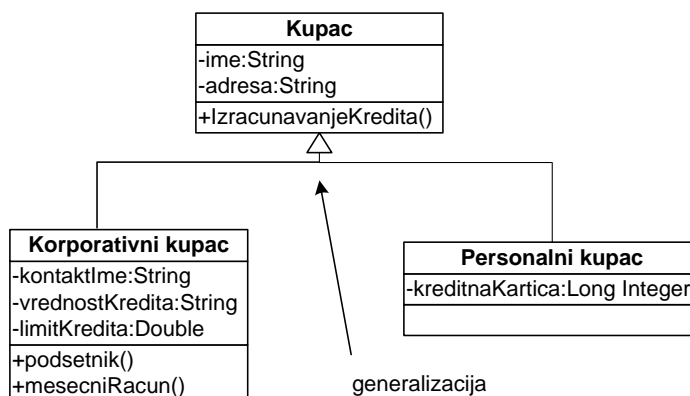 Kupac
-ime:String
-adresa:String
+IzracunavanjeKredita()
Korporativni kupac
-kontaktIme:String
-vrednostKredita:String
-limitKredita:Double
+podsetnik()
+mesecniRacun()
Personalni kupac
-kreditnaKartica:Long Integer
generalizacija